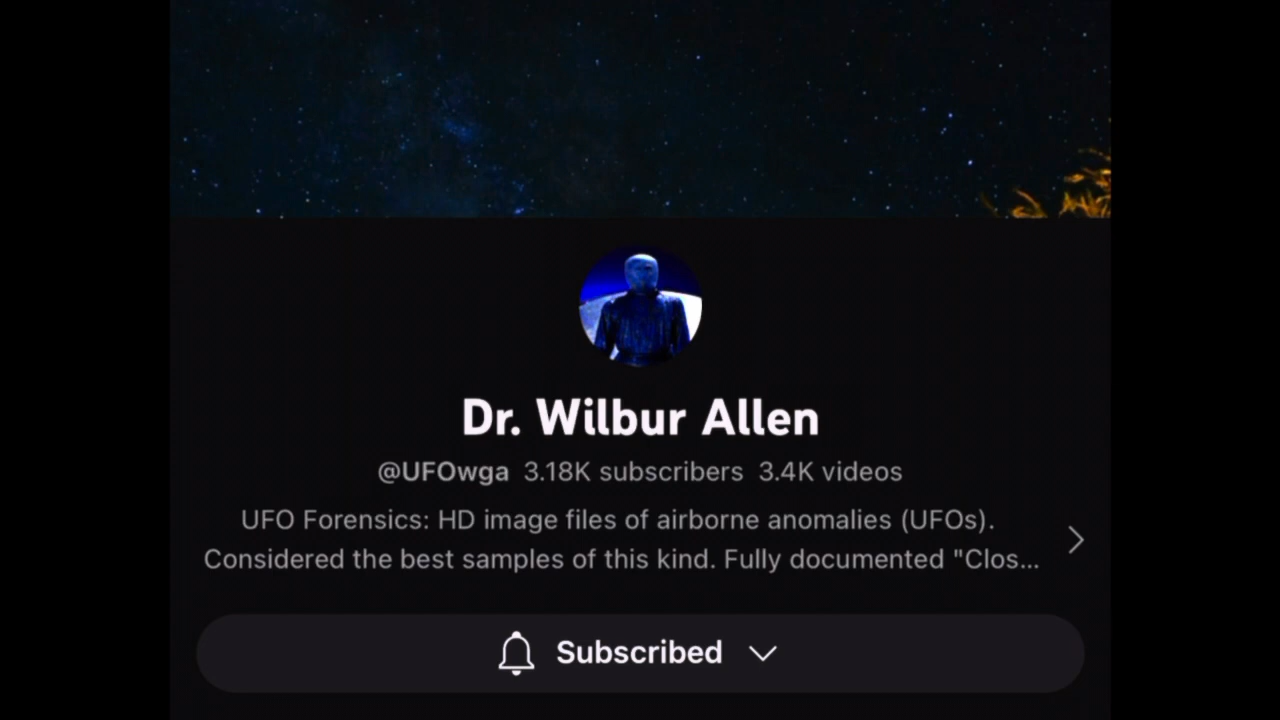 Dr. Wilbur Allen
@UFOwga 3.18K subscribers 3.4K videos
UFO Forensics: HD image files of airborne anomalies (UFOs).
Considered the best samples of this kind. Fully documented "Clos...
Subscribed